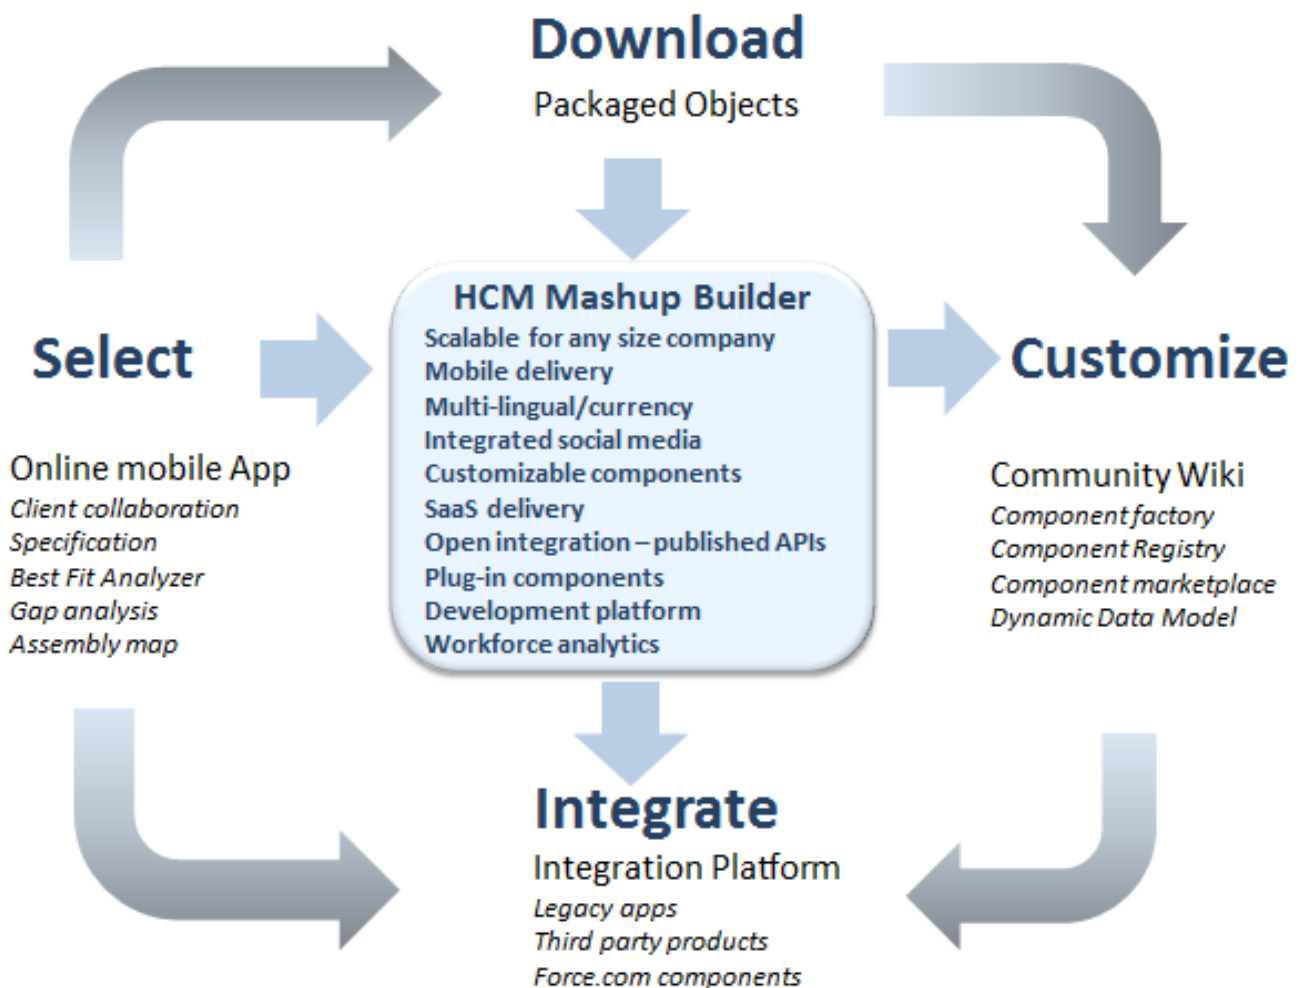 Download
Packaged Objects
HCM Mashup Builder
Scalable for any size company
Mobile delivery
Multi-lingual/currency
Integrated social media
Customizable components
SaaS delivery
Open integration – published APIs
Plug-in components
Development platform
Workforce analytics
Select
Online mobile App
Client collaboration
Specification
Best Fit Analyzer
Gap analysis
Assembly map
Customize
Community Wiki
Component factory
Component Registry
Component marketplace
Dynamic Data Model
Integrate
Integration Platform
Legacy apps
Third party products
Force.com components